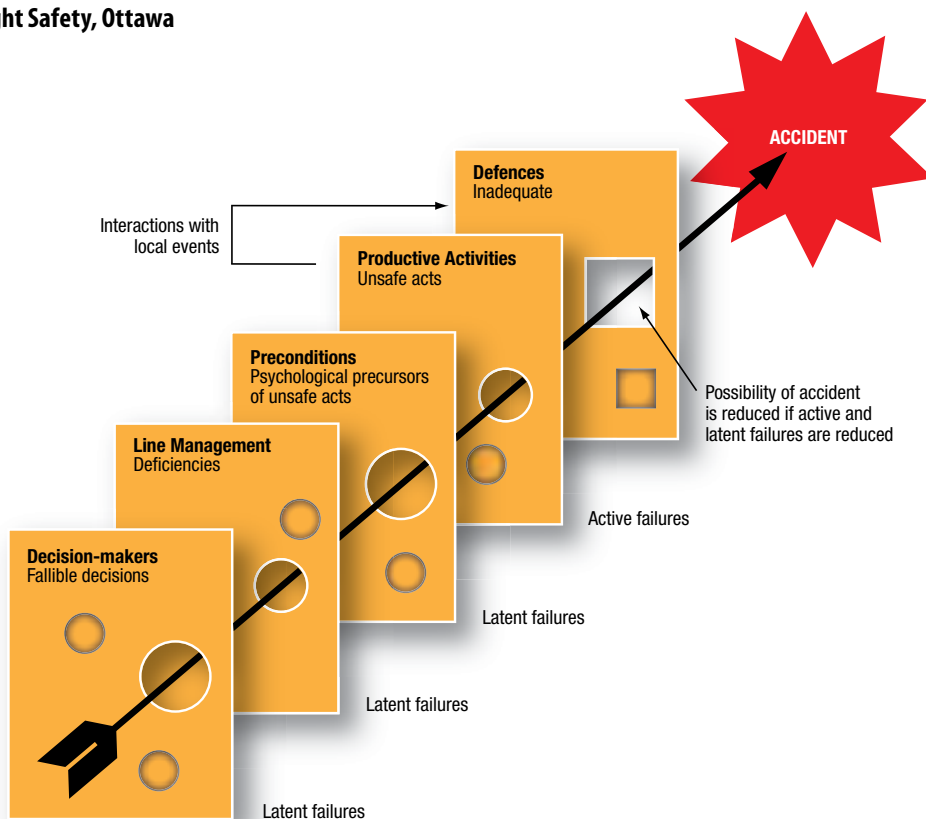 Safety, Ottawa
ACCIDENT
Defences
Inadequate
Interactions with
local events
Productive Activities
Unsafe acts
Preconditions
Psychological precursors
of unsafe acts
Possibility of accident
is reduced if active and
latent failures are reduced
Line Management
Deficiencies
Active failures
Decision-makers
Fallible decisions
Latent failures
Latent failures
Latent failures